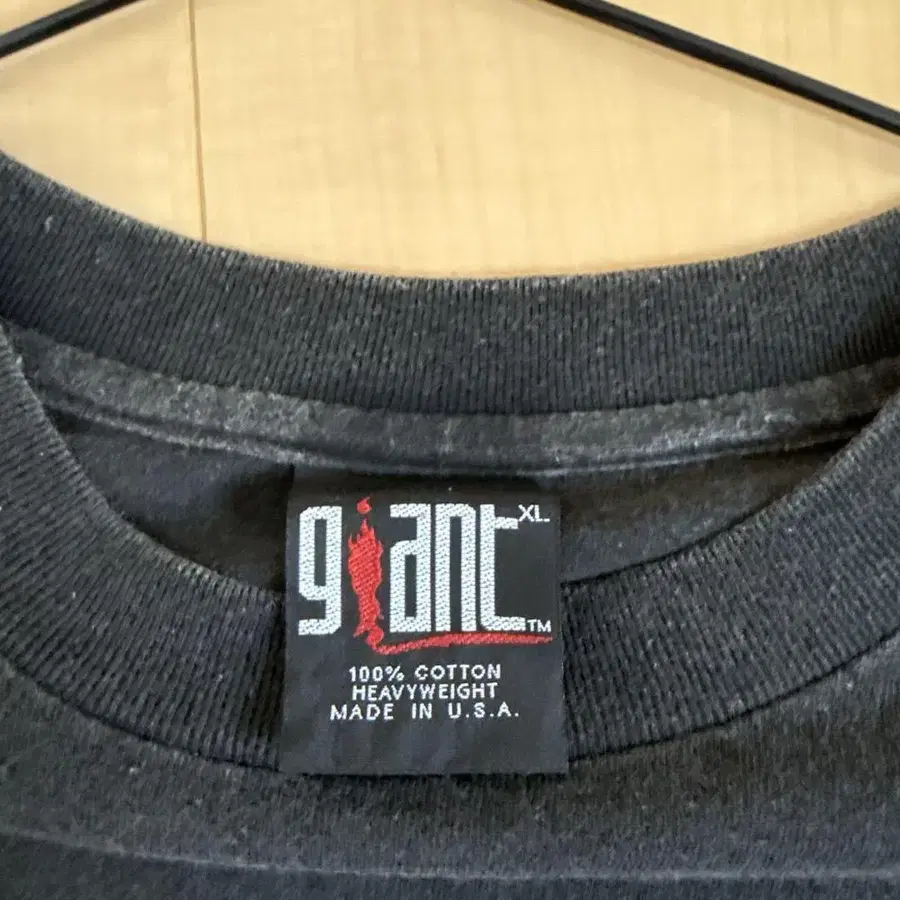 giant XL
TM
100% COTTON
HEAVYWEIGHT
MADE IN U.S.A.